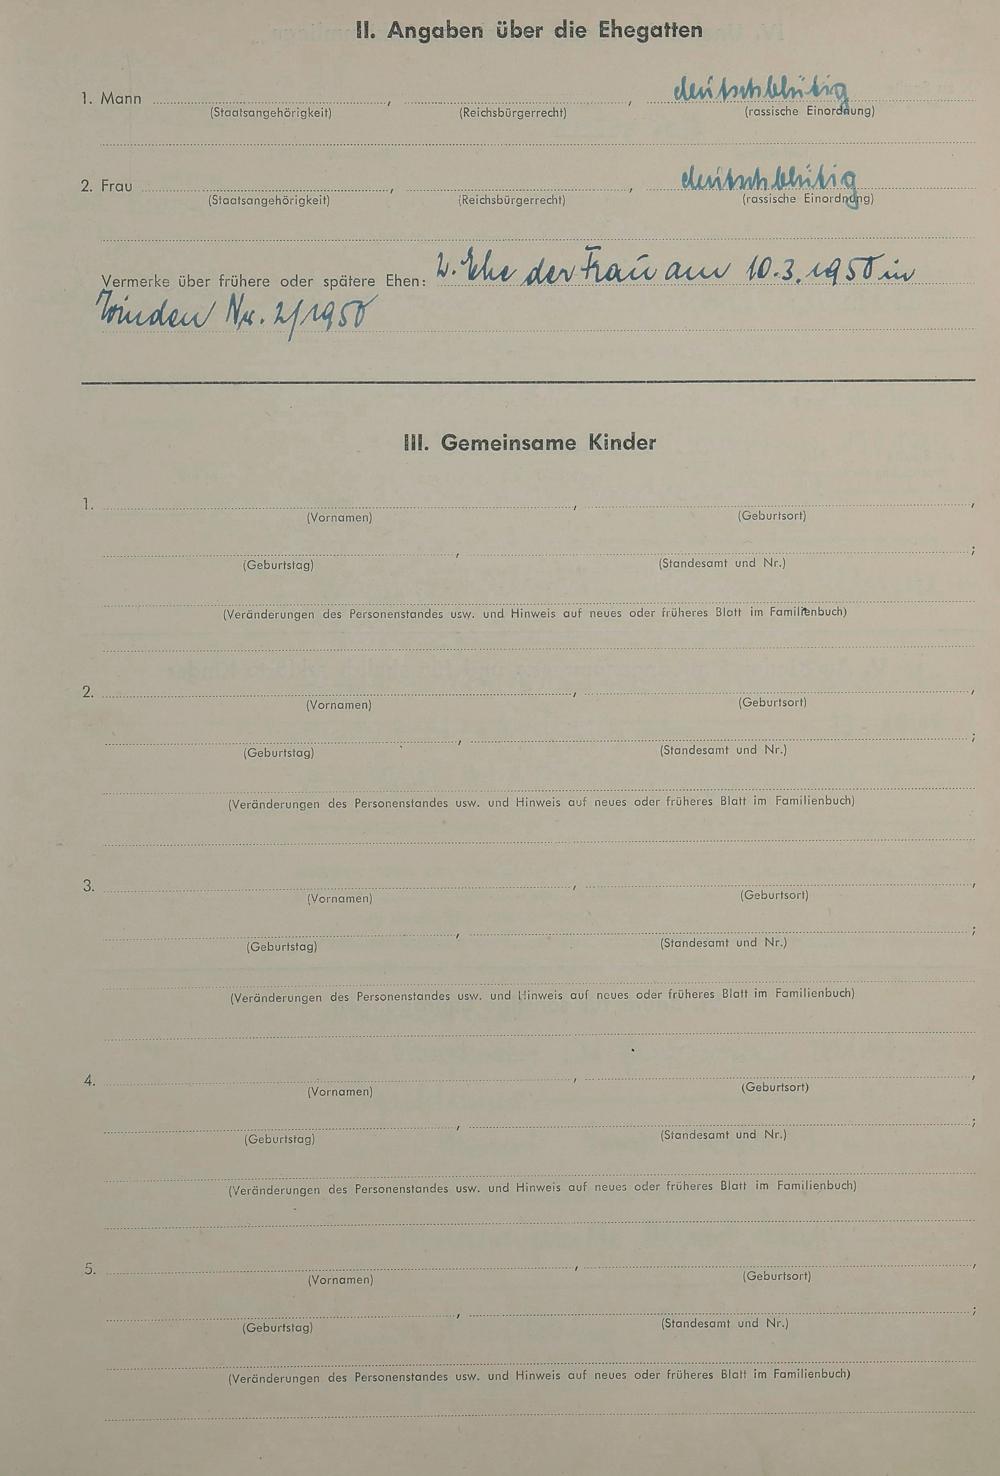 II. Angaben über die Ehegatten
1. Mann , , deutschblütig
(Staatsangehörigkeit) (Reichsbürgerrecht) (rassische Einordnung)
2. Frau , , deutschblütig
(Staatsangehörigkeit) (Reichsbürgerrecht) (rassische Einordnung)
Vermerke über frühere oder spätere Ehen: 2. Ehe der Frau am 10.3.1950 in
Winden Nr. 2/1950
III. Gemeinsame Kinder
1. , ,
(Vornamen) (Geburtsort)
, ;
(Geburtstag) (Standesamt und Nr.)
(Veränderungen des Personenstandes usw. und Hinweis auf neues oder früheres Blatt im Familienbuch)
2. , ,
(Vornamen) (Geburtsort)
, ;
(Geburtstag) (Standesamt und Nr.)
(Veränderungen des Personenstandes usw. und Hinweis auf neues oder früheres Blatt im Familienbuch)
3. , ,
(Vornamen) (Geburtsort)
, ;
(Geburtstag) (Standesamt und Nr.)
(Veränderungen des Personenstandes usw. und Hinweis auf neues oder früheres Blatt im Familienbuch)
4. , ,
(Vornamen) (Geburtsort)
, ;
(Geburtstag) (Standesamt und Nr.)
(Veränderungen des Personenstandes usw. und Hinweis auf neues oder früheres Blatt im Familienbuch)
5. , ,
(Vornamen) (Geburtsort)
, ;
(Geburtstag) (Standesamt und Nr.)
(Veränderungen des Personenstandes usw. und Hinweis auf neues oder früheres Blatt im Familienbuch)